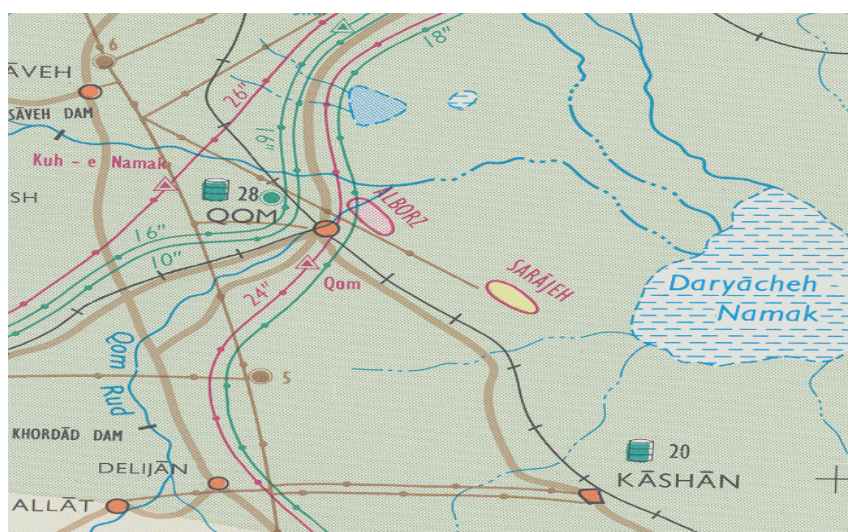 6
18"
ĀVEH
26"
SĀVEH DAM
16"
Kuh-e Namak
SH
28
QOM
ALBORZ
16"
10"
24"
Qom
SARĀJEH
Daryācheh-
Namak
Qom Rud
5
KHORDĀD DAM
20
DELIJĀN
KĀSHĀN
ALLĀT